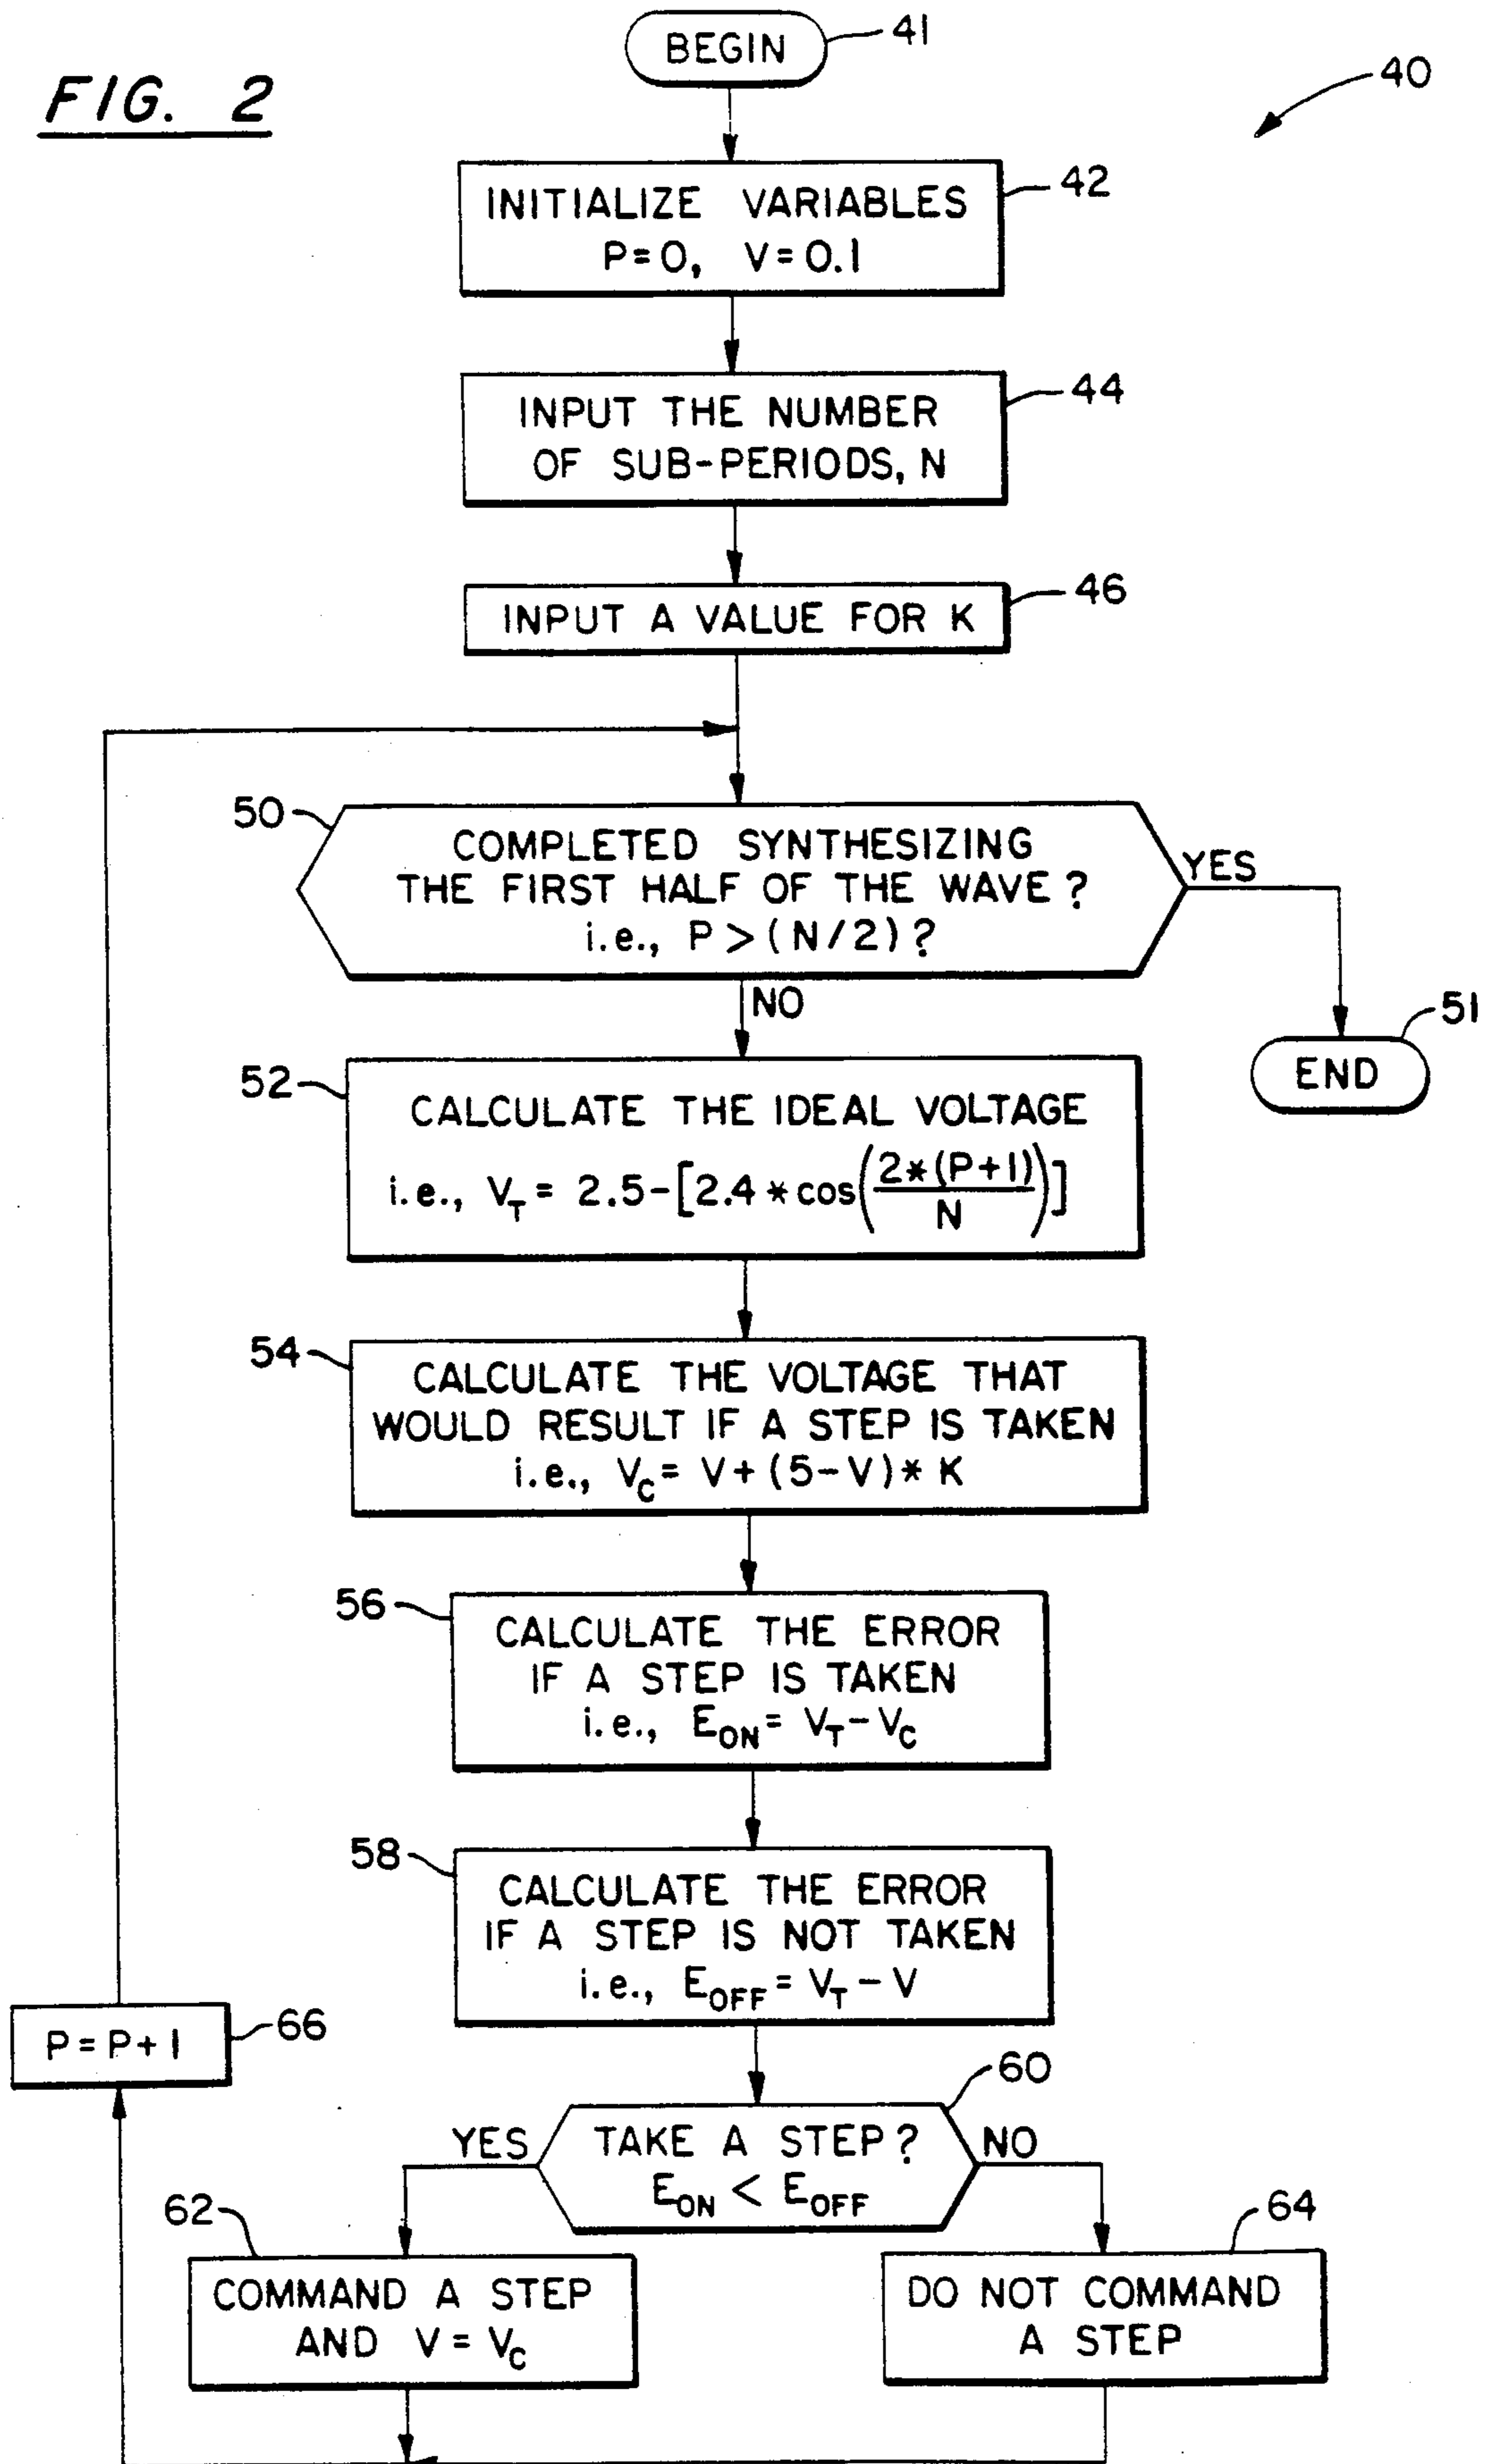 FIG. 2
BEGIN
41
40
INITIALIZE VARIABLES
P=0, V=0.1
42
INPUT THE NUMBER
OF SUB-PERIODS, N
44
INPUT A VALUE FOR K
46
50
COMPLETED SYNTHESIZING
THE FIRST HALF OF THE WAVE?
i.e., P>(N/2)?
YES
NO
51
END
52
CALCULATE THE IDEAL VOLTAGE
i.e., V_T = 2.5-[2.4*cos(2*(P+1)/N)]
54
CALCULATE THE VOLTAGE THAT
WOULD RESULT IF A STEP IS TAKEN
i.e., V_C = V+(5-V)*K
56
CALCULATE THE ERROR
IF A STEP IS TAKEN
i.e., E_ON = V_T-V_C
58
CALCULATE THE ERROR
IF A STEP IS NOT TAKEN
i.e., E_OFF = V_T-V
P=P+1
66
60
YES
TAKE A STEP?
E_ON < E_OFF
NO
62
COMMAND A STEP
AND V=V_C
64
DO NOT COMMAND
A STEP